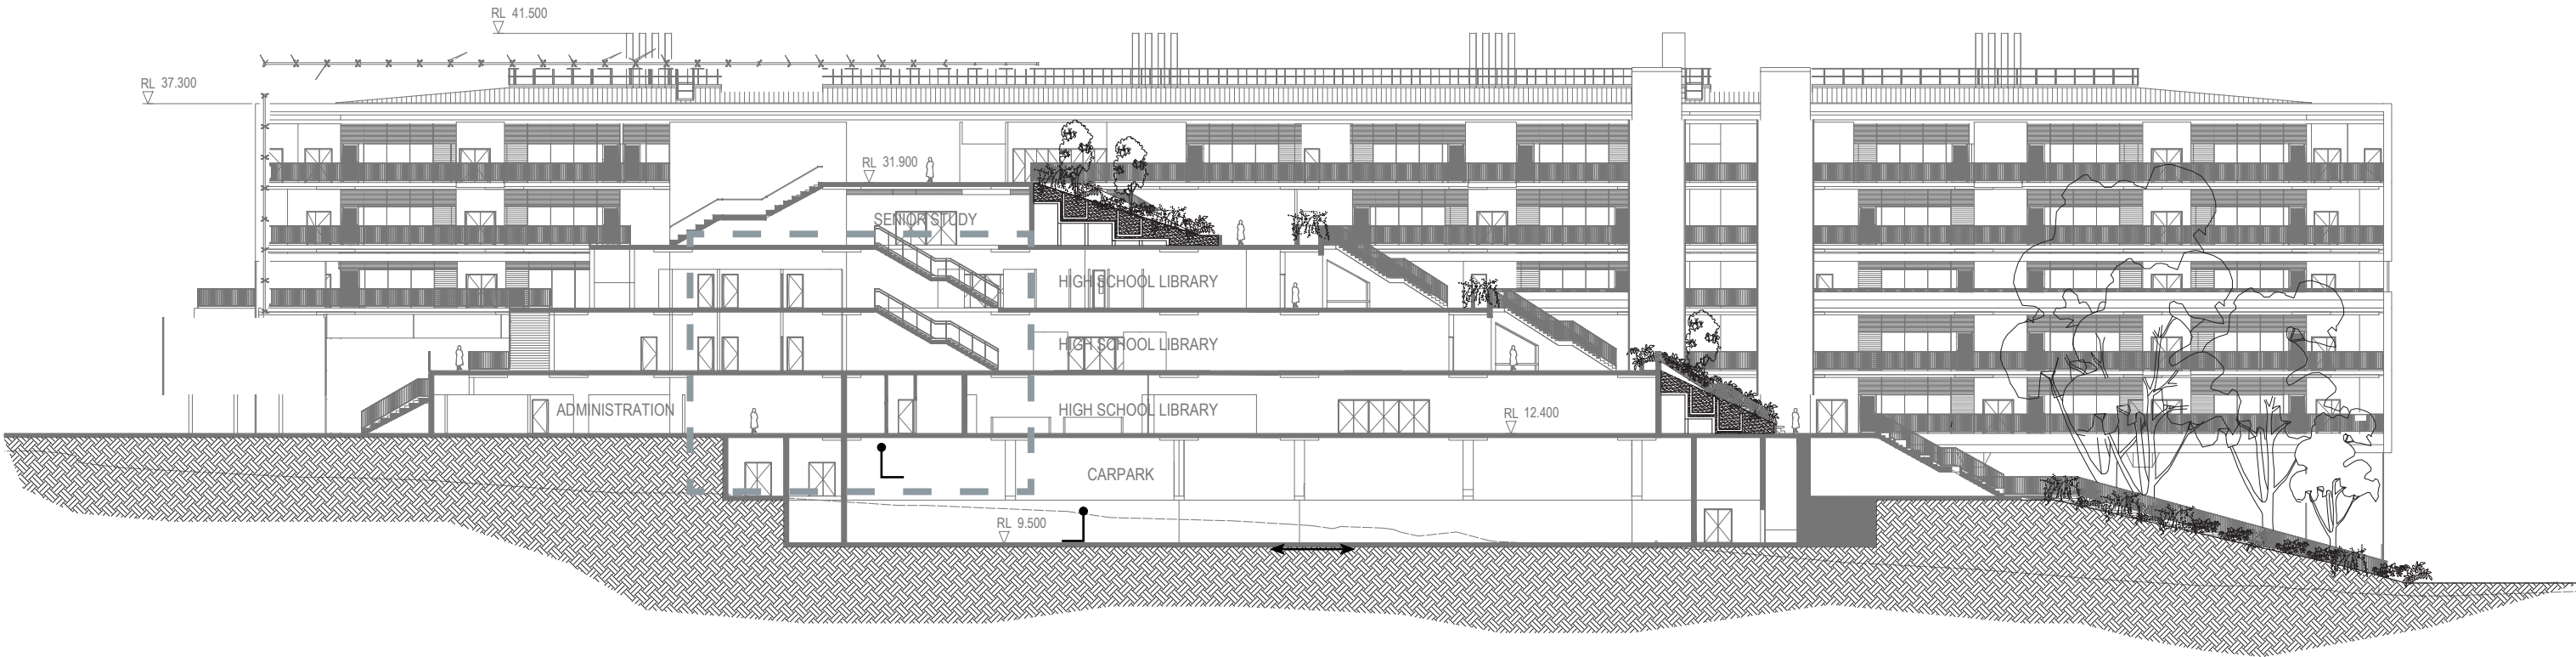 RL 41.500
RL 37.300
RL 31.900
SENIOR STUDY
HIGH SCHOOL LIBRARY
HIGH SCHOOL LIBRARY
ADMINISTRATION
HIGH SCHOOL LIBRARY
RL 12.400
CARPARK
RL 9.500